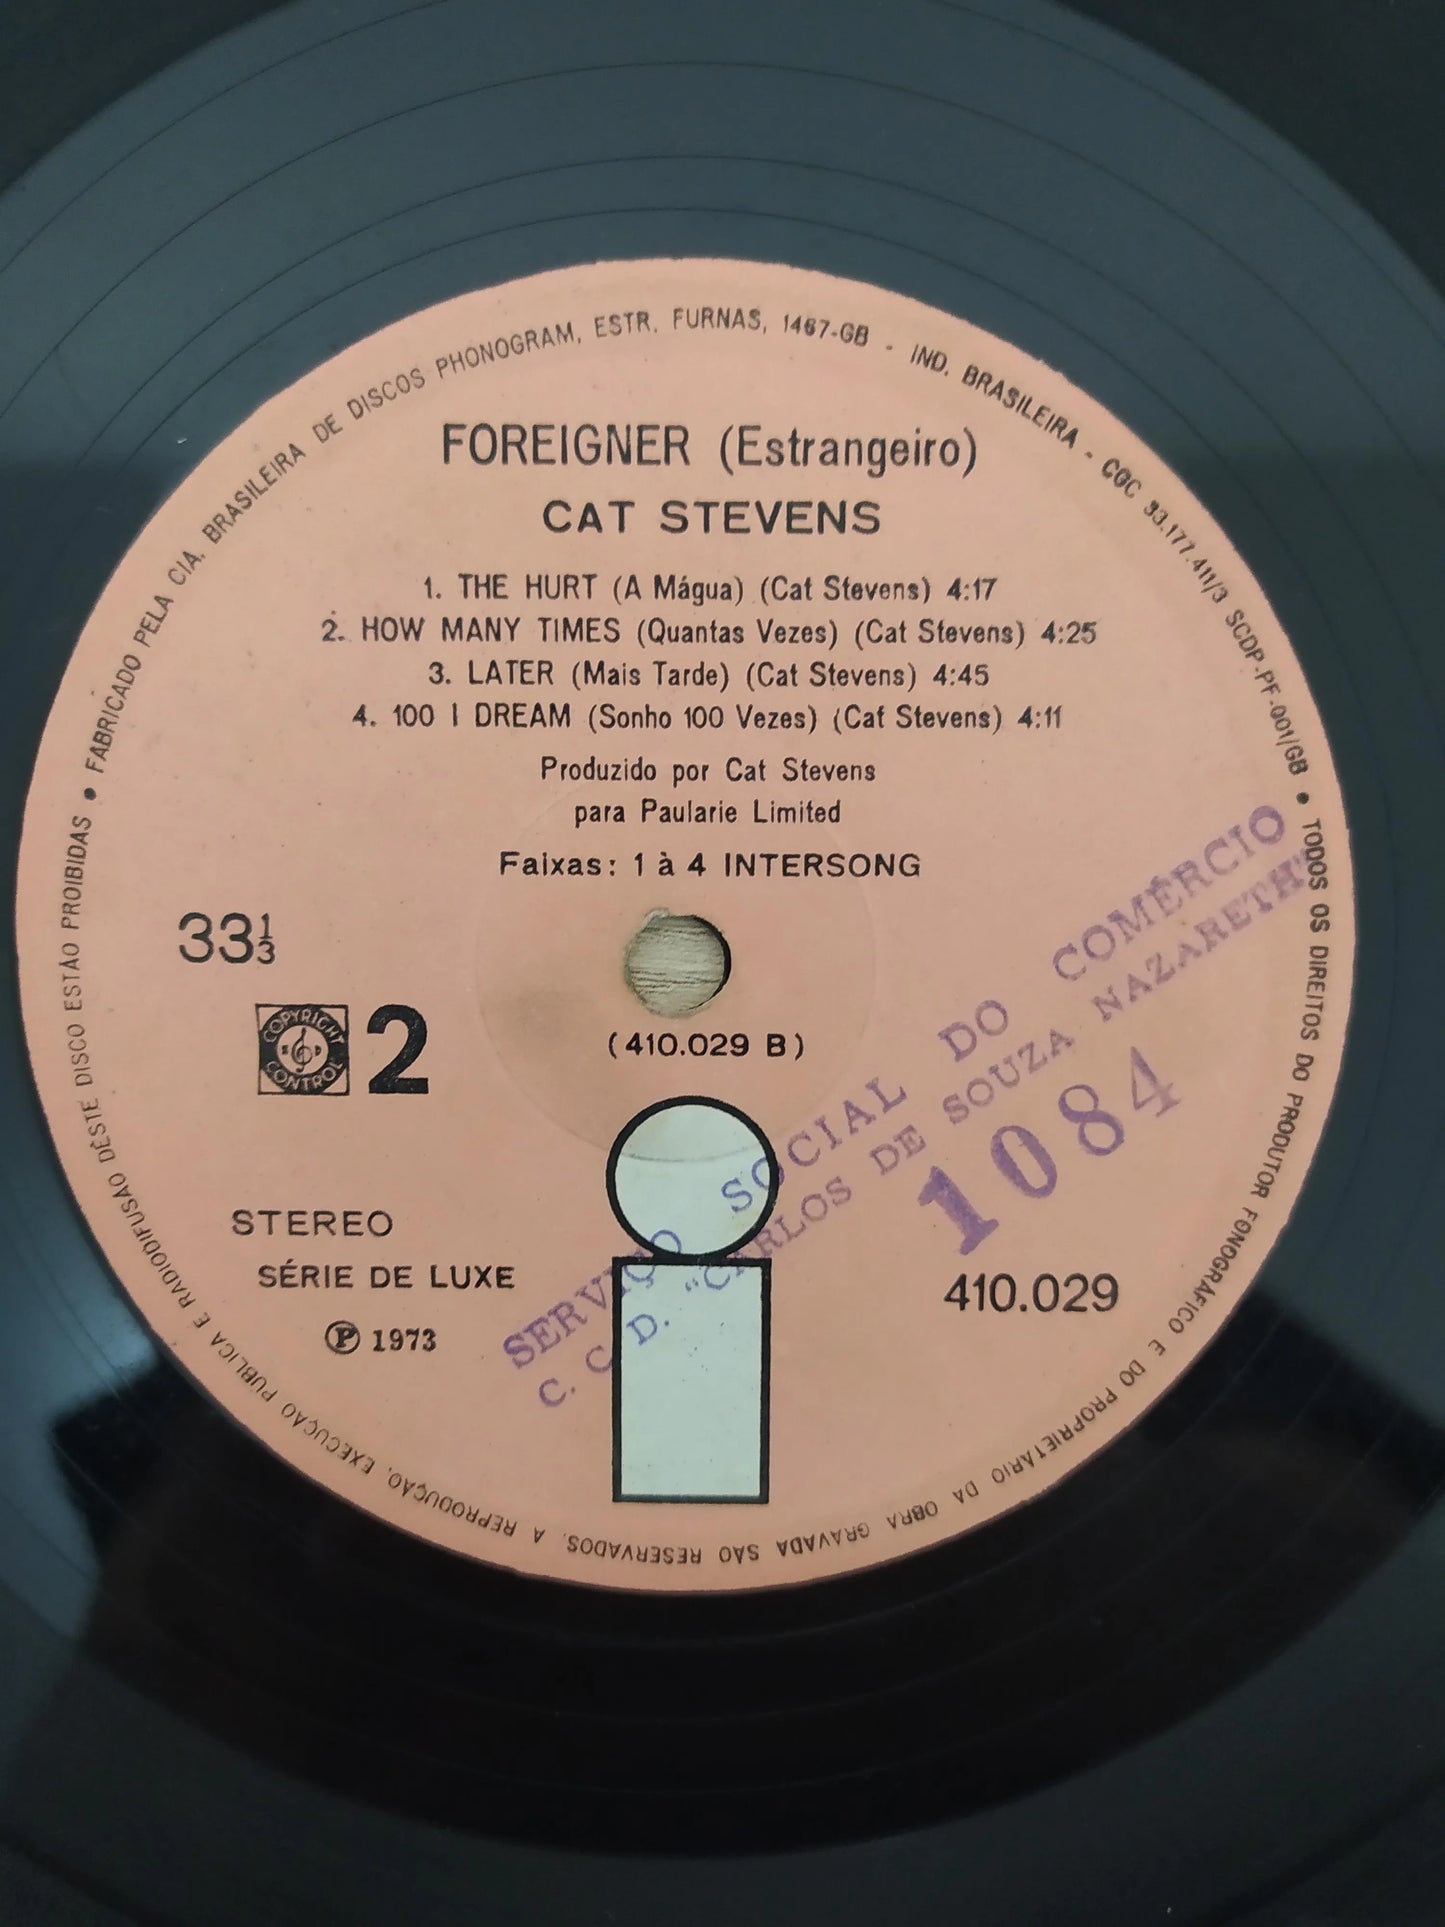 • FABRICADO PELA CIA. BRASILEIRA DE DISCOS PHONOGRAM, ESTR. FURNAS, 1467-GB - IND. BRASILEIRA - CGC 33.177.411/3 SCDP-PF-001/GB • TODOS OS DIREITOS DO PRODUTOR FONOGRÁFICO E DO PROPRIETÁRIO DA OBRA GRAVADA SÃO RESERVADOS. A REPRODUÇÃO, EXECUÇÃO PÚBLICA E RADIODIFUSÃO DÊSTE DISCO ESTÃO PROIBIDAS
FOREIGNER (Estrangeiro)
CAT STEVENS
1. THE HURT (A Mágua) (Cat Stevens) 4:17
2. HOW MANY TIMES (Quantas Vezes) (Cat Stevens) 4:25
3. LATER (Mais Tarde) (Cat Stevens) 4:45
4. 100 I DREAM (Sonho 100 Vezes) (Cat Stevens) 4:11
Produzido por Cat Stevens
para Paularie Limited
Faixas: 1 à 4 INTERSONG
33 1/3
COPYRIGHT
CONTROL
2
(410.029 B)
STEREO
SÉRIE DE LUXE
Ⓟ 1973
410.029
SERVIÇO SOCIAL DO COMÉRCIO
C. C. D. "CARLOS DE SOUZA NAZARETH"
1084